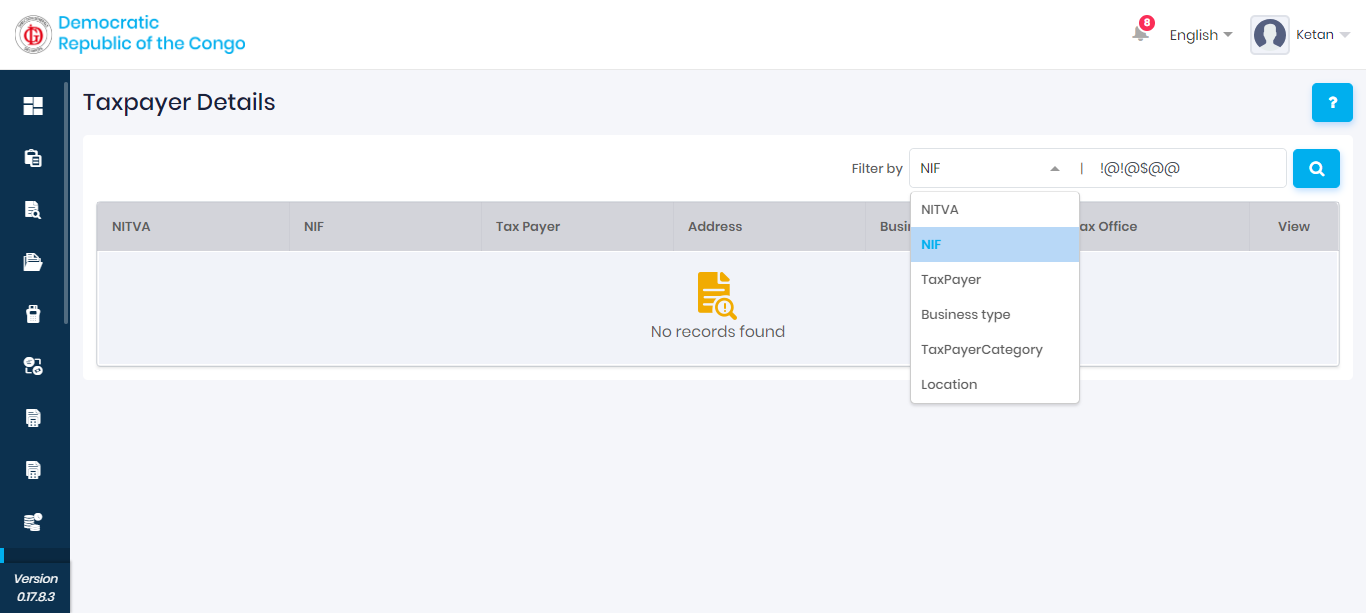 Democratic
Republic of the Congo
8
English
Ketan
Taxpayer Details
?
Filter by
NIF
|
!@!@$@@
NITVA
NIF
Tax Payer
Address
Busi
ax Office
View
NITVA
NIF
TaxPayer
Business type
TaxPayerCategory
Location
No records found
Version
0.17.8.3